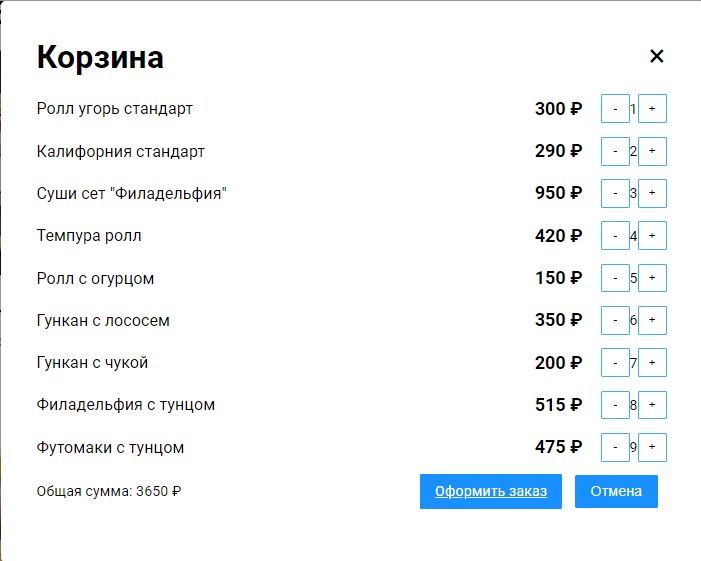 Корзина ×
Ролл угорь стандарт 300 ₽ - 1 +
Калифорния стандарт 290 ₽ - 2 +
Суши сет "Филадельфия" 950 ₽ - 3 +
Темпура ролл 420 ₽ - 4 +
Ролл с огурцом 150 ₽ - 5 +
Гункан с лососем 350 ₽ - 6 +
Гункан с чукой 200 ₽ - 7 +
Филадельфия с тунцом 515 ₽ - 8 +
Футомаки с тунцом 475 ₽ - 9 +
Общая сумма: 3650 ₽ Оформить заказ Отмена